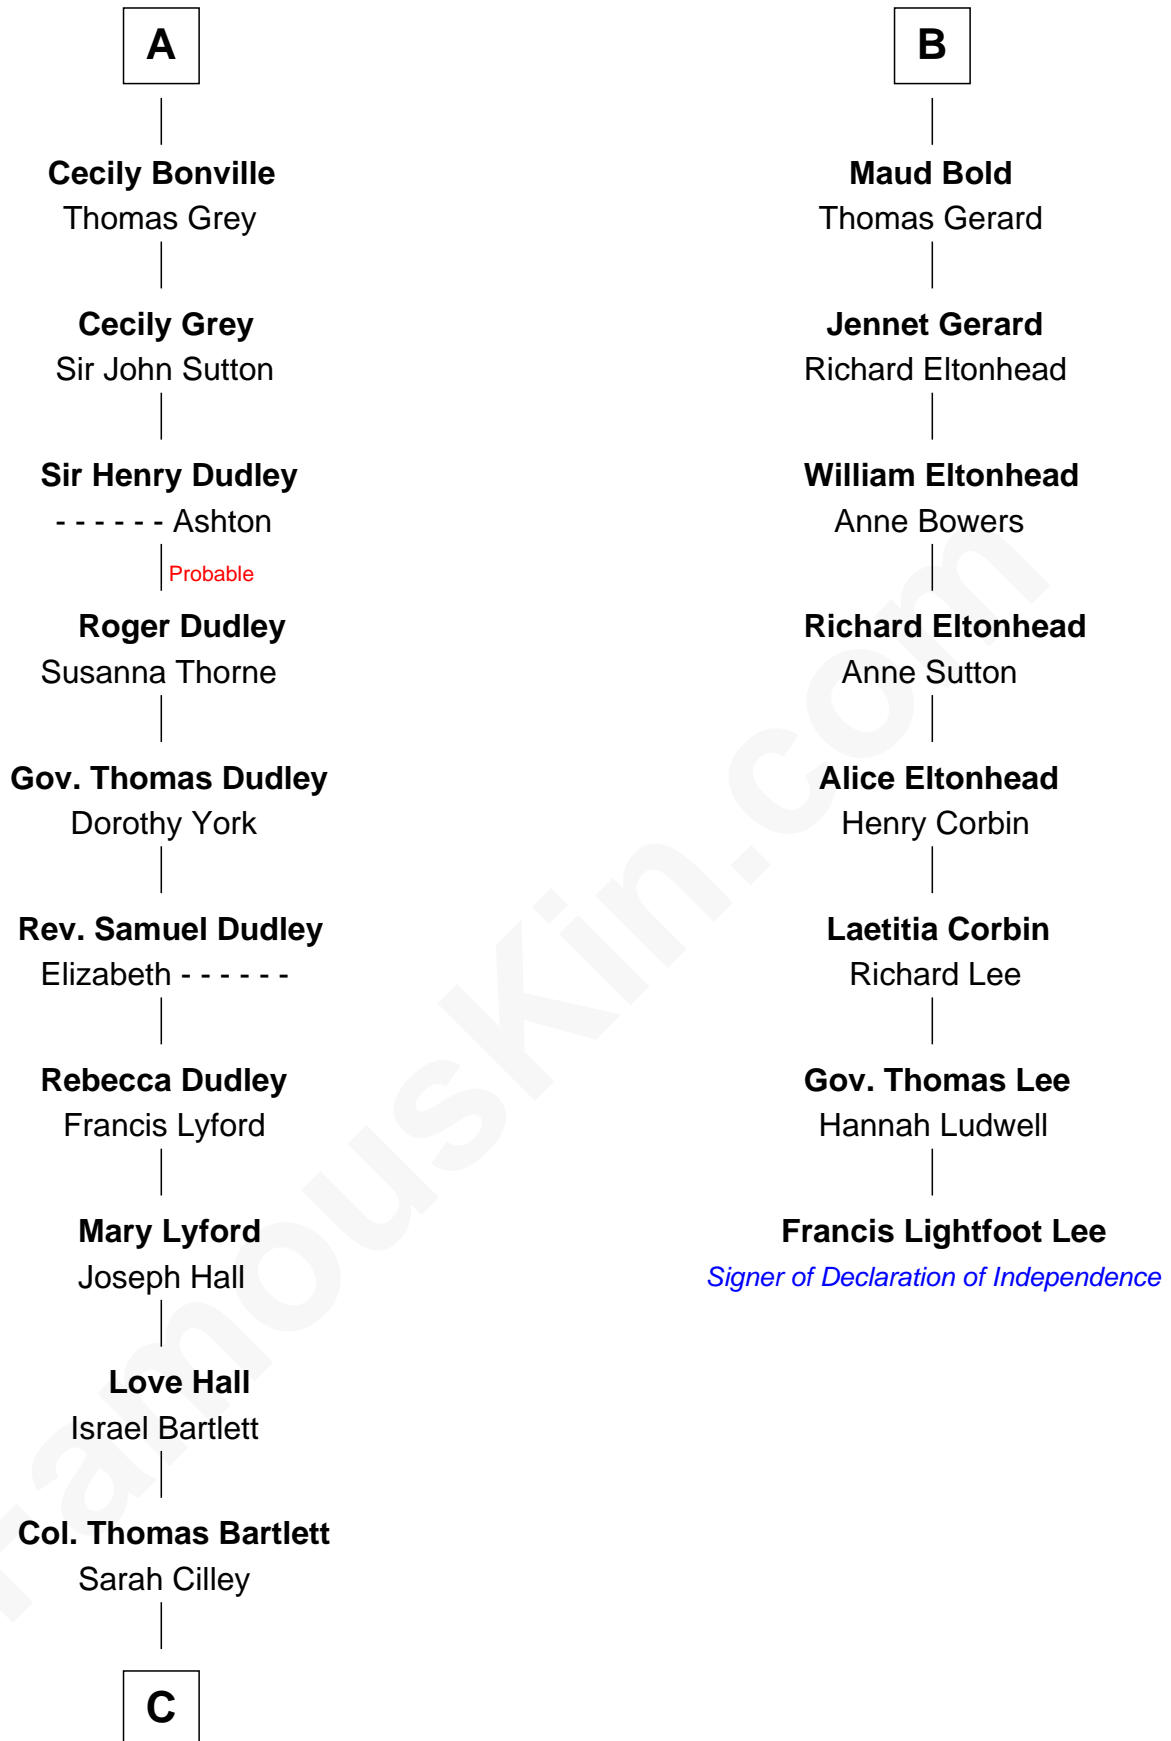 A
Cecily Bonville
Thomas Grey
Cecily Grey
Sir John Sutton
Sir Henry Dudley
- - - - - - Ashton
Probable
Roger Dudley
Susanna Thorne
Gov. Thomas Dudley
Dorothy York
Rev. Samuel Dudley
Elizabeth - - - - - -
Rebecca Dudley
Francis Lyford
Mary Lyford
Joseph Hall
Love Hall
Israel Bartlett
Col. Thomas Bartlett
Sarah Cilley
C
B
Maud Bold
Thomas Gerard
Jennet Gerard
Richard Eltonhead
William Eltonhead
Anne Bowers
Richard Eltonhead
Anne Sutton
Alice Eltonhead
Henry Corbin
Laetitia Corbin
Richard Lee
Gov. Thomas Lee
Hannah Ludwell
Francis Lightfoot Lee
Signer of Declaration of Independence
FamousKin.com